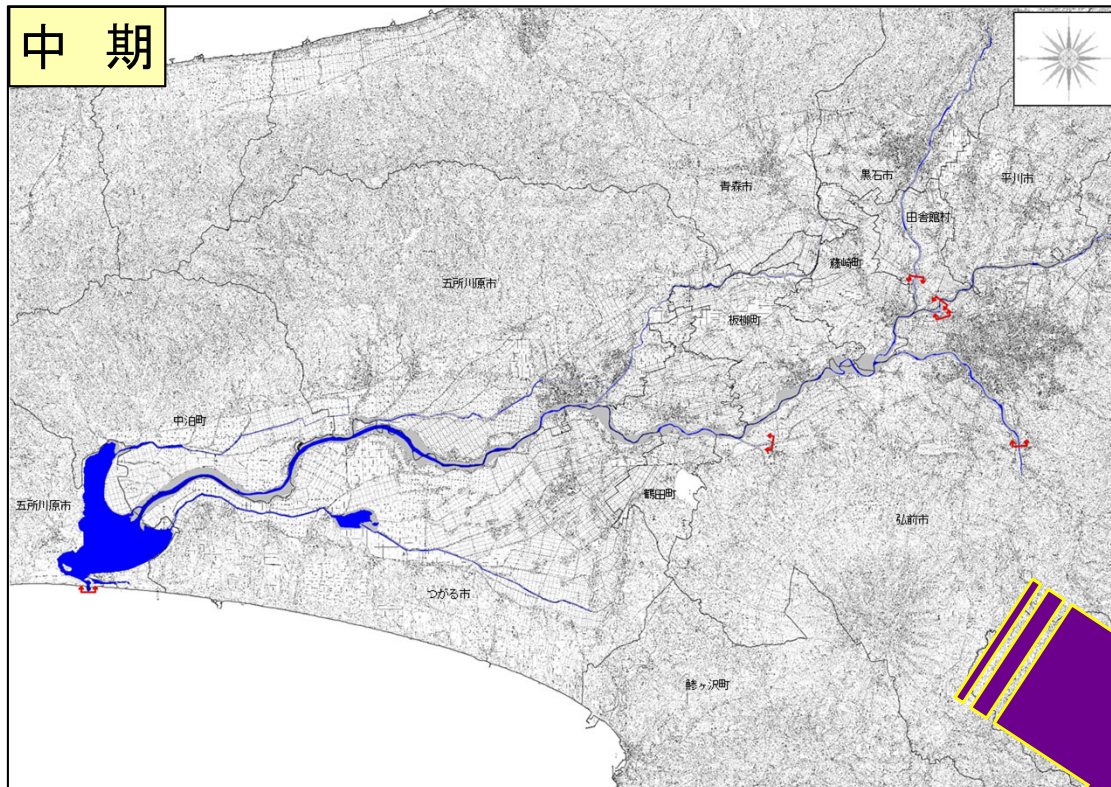 中 期
青森市
黒石市
平川市
田舎館村
藤崎町
五所川原市
板柳町
中泊町
鶴田町
五所川原市
弘前市
つがる市
鯵ヶ沢町